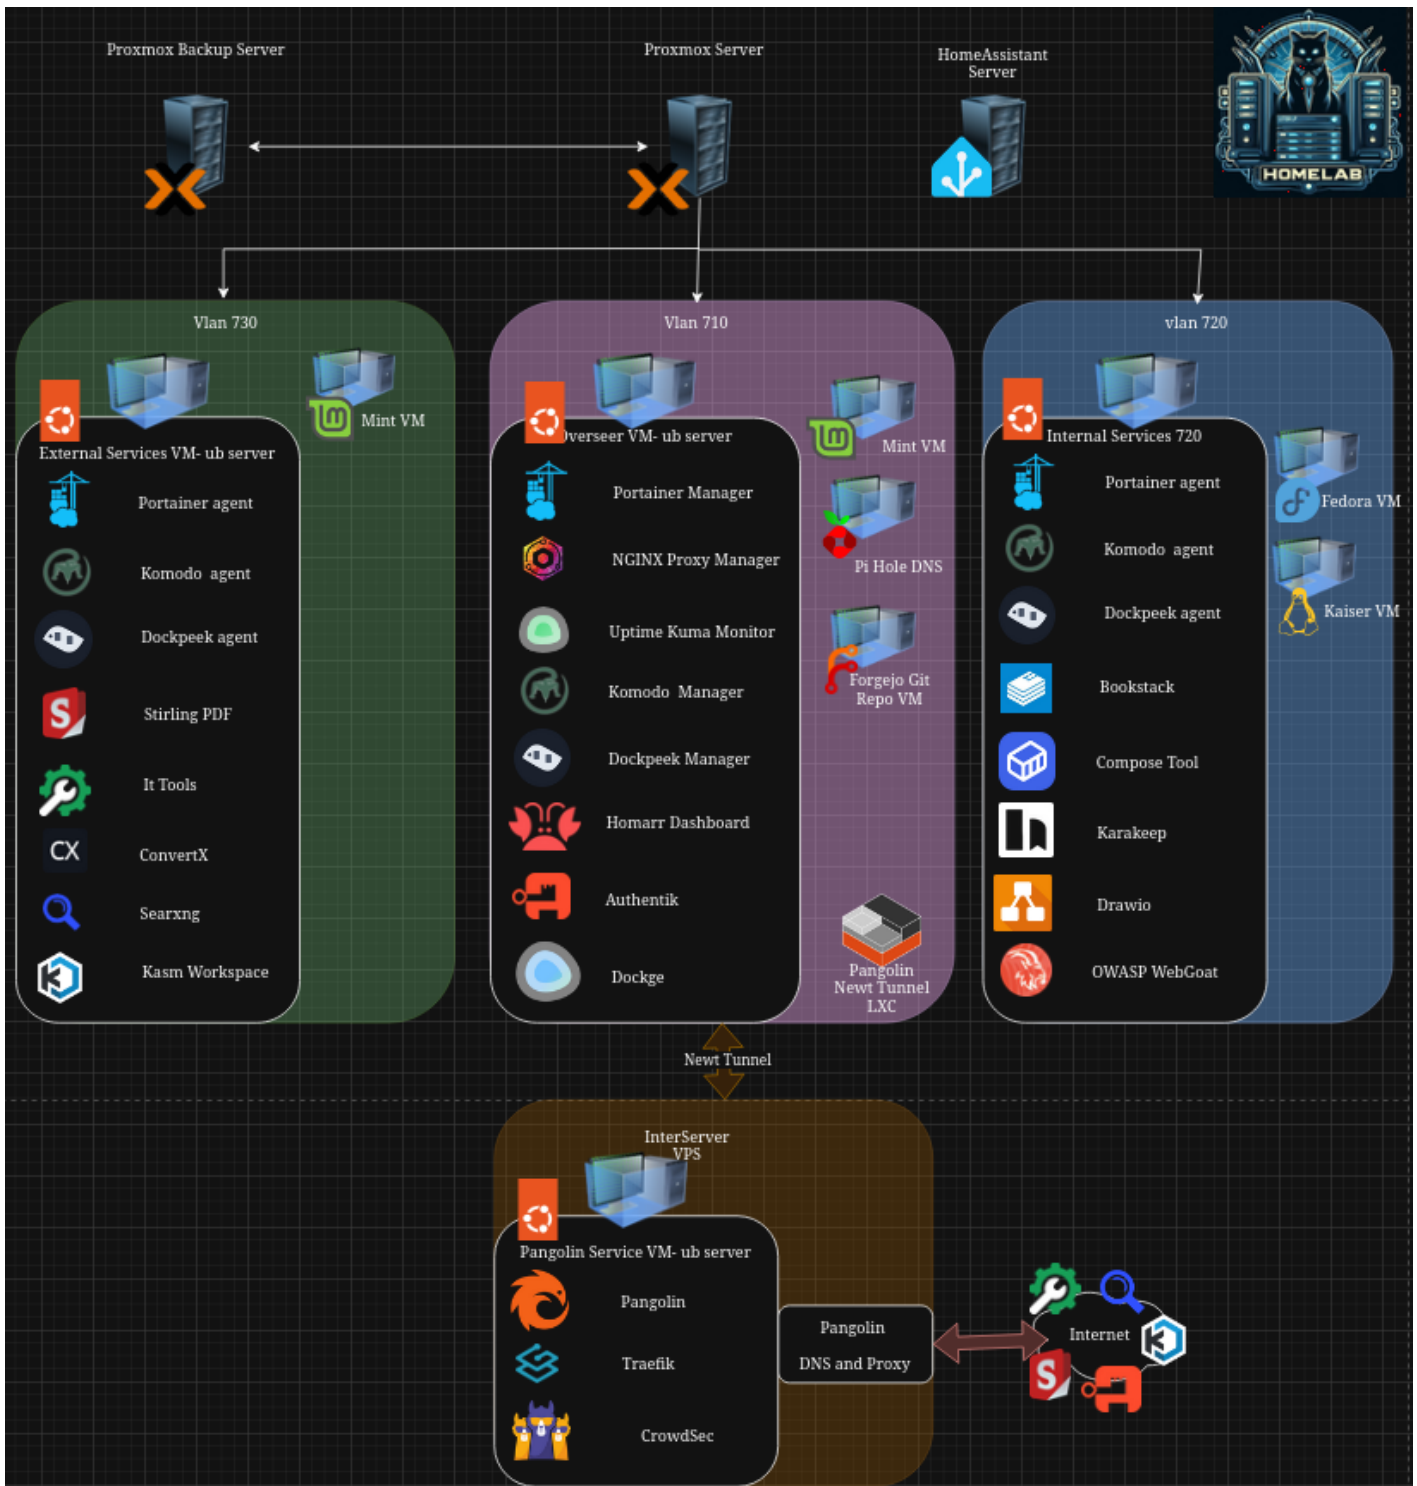 Proxmox Backup Server
Proxmox Server
HomeAssistant
Server
HOMELAB
Vlan 730
Mint VM
External Services VM- ub server
Portainer agent
Komodo agent
Dockpeek agent
S
Stirling PDF
It Tools
CX
ConvertX
Searxng
Kasm Workspace
Vlan 710
Overseer VM- ub server
Portainer Manager
NGINX Proxy Manager
Uptime Kuma Monitor
Komodo Manager
Dockpeek Manager
Homarr Dashboard
Authentik
Dockge
Mint VM
Pi Hole DNS
Forgejo Git
Repo VM
Pangolin
Newt Tunnel
LXC
vlan 720
Internal Services 720
Portainer agent
Komodo agent
Dockpeek agent
Bookstack
Compose Tool
Karakeep
Drawio
OWASP WebGoat
Fedora VM
Kaiser VM
Newt Tunnel
InterServer
VPS
Pangolin Service VM- ub server
Pangolin
Traefik
CrowdSec
Pangolin
DNS and Proxy
Internet
S